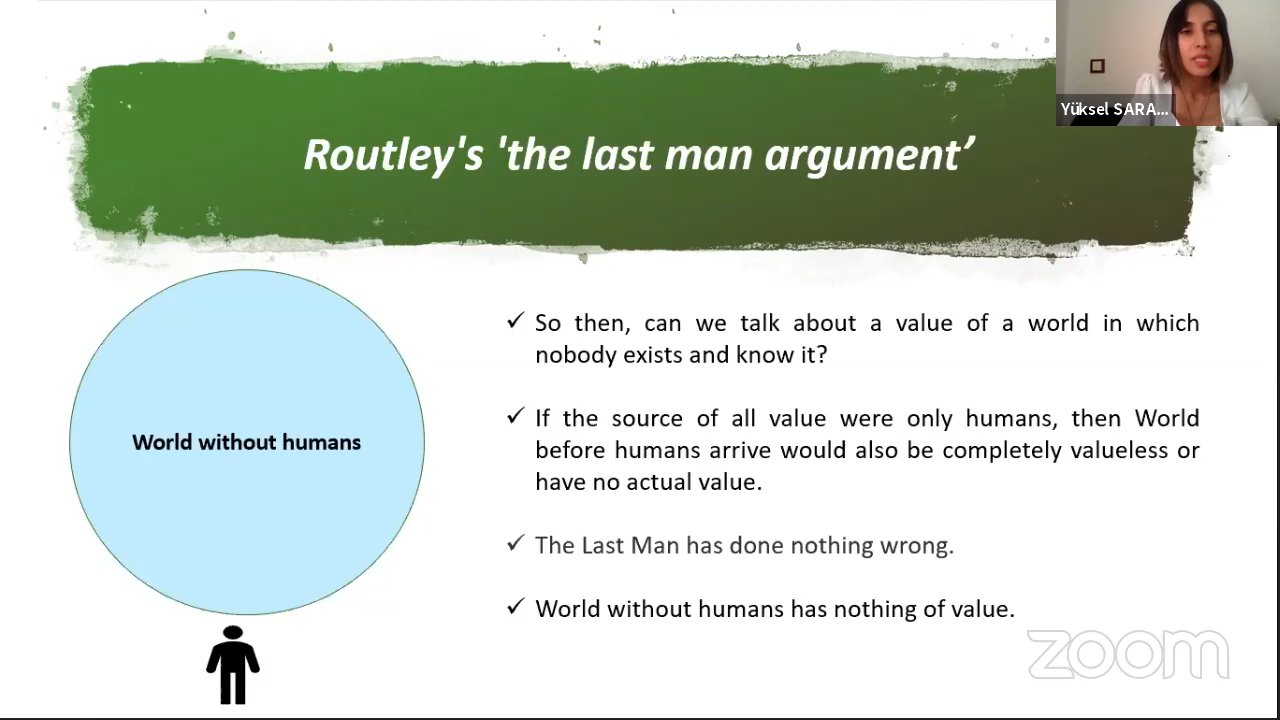 Routley's 'the last man argument’
Yüksel SARA...
World without humans
✓ So then, can we talk about a value of a world in which
nobody exists and know it?
✓ If the source of all value were only humans, then World
before humans arrive would also be completely valueless or
have no actual value.
✓ The Last Man has done nothing wrong.
✓ World without humans has nothing of value.
zoom